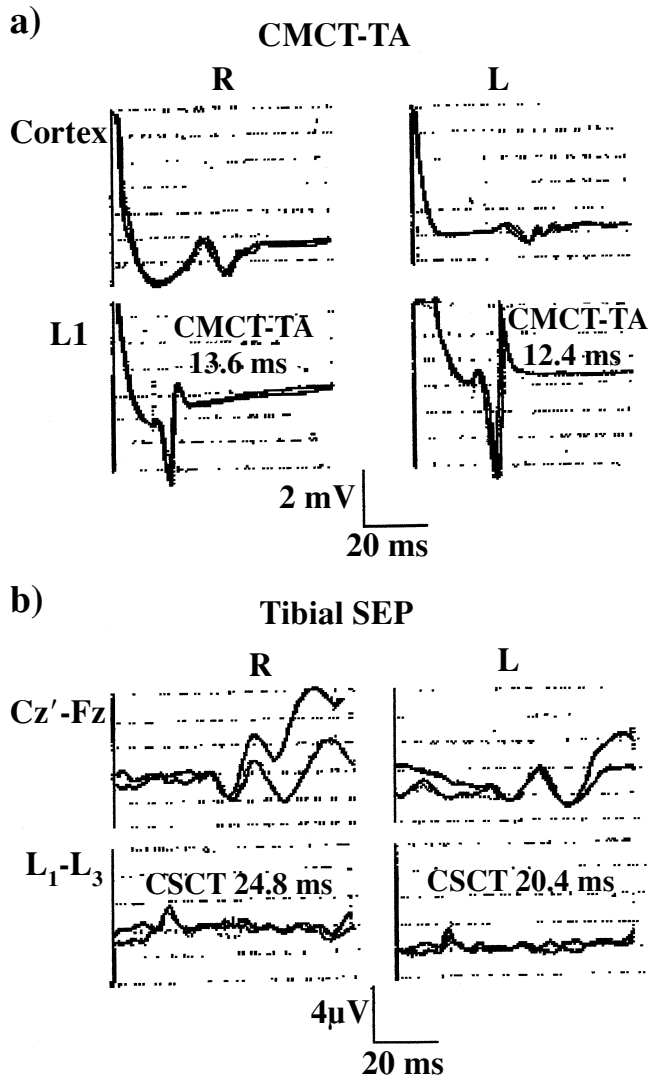 a)
CMCT-TA
R L
Cortex
L1
CMCT-TA
13.6 ms
CMCT-TA
12.4 ms
2 mV
20 ms
b)
Tibial SEP
R L
Cz′-Fz
L₁-L₃
CSCT 24.8 ms
CSCT 20.4 ms
4μV
20 ms